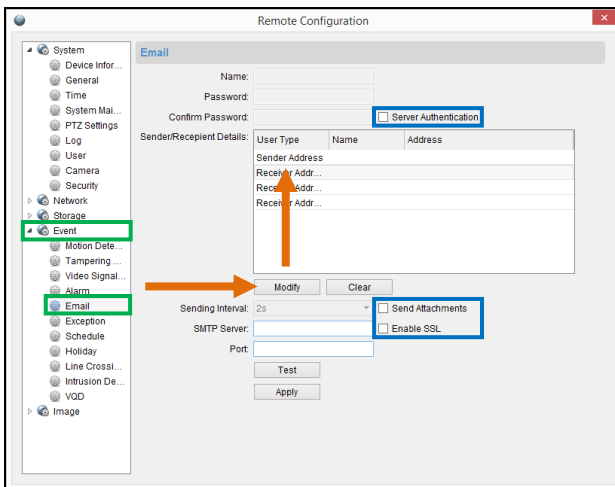 Remote Configuration
System
Device Infor...
General
Time
System Mai...
PTZ Settings
Log
User
Camera
Security
Network
Storage
Event
Motion Dete...
Tampering ...
Video Signal...
Alarm
Email
Exception
Schedule
Holiday
Line Crossi...
Intrusion De...
VQD
Image
Email
Name:
Password:
Confirm Password:
Server Authentication
Sender/Recepient Details:
User Type Name Address
Sender Address
Receiver Addr...
Receiver Addr...
Receiver Addr...
Modify Clear
Sending Interval: 2s
Send Attachments
SMTP Server:
Enable SSL
Port:
Test
Apply